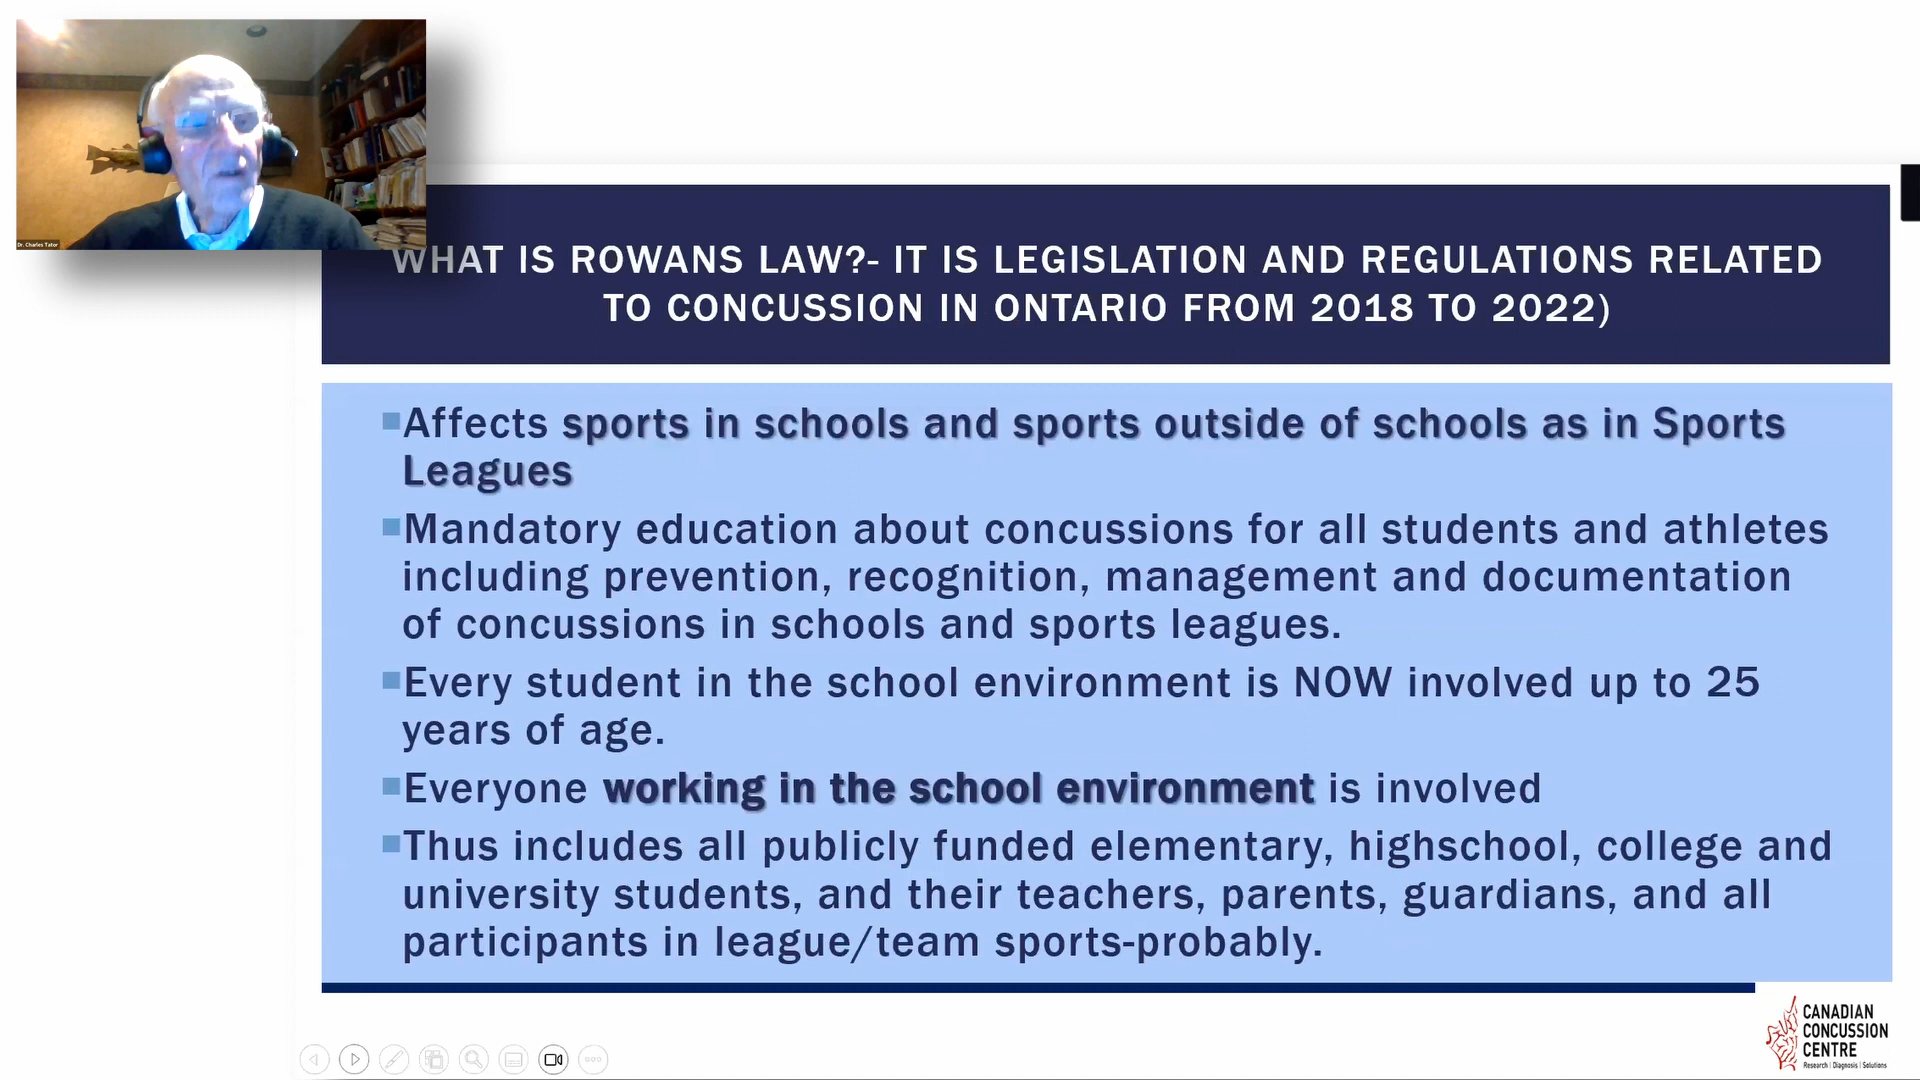 Dr. Charles Tator
WHAT IS ROWANS LAW?- IT IS LEGISLATION AND REGULATIONS RELATED
TO CONCUSSION IN ONTARIO FROM 2018 TO 2022)
Affects sports in schools and sports outside of schools as in Sports
Leagues
Mandatory education about concussions for all students and athletes
including prevention, recognition, management and documentation
of concussions in schools and sports leagues.
Every student in the school environment is NOW involved up to 25
years of age.
Everyone working in the school environment is involved
Thus includes all publicly funded elementary, highschool, college and
university students, and their teachers, parents, guardians, and all
participants in league/team sports-probably.
CANADIAN
CONCUSSION
CENTRE
Research | Diagnosis | Solutions